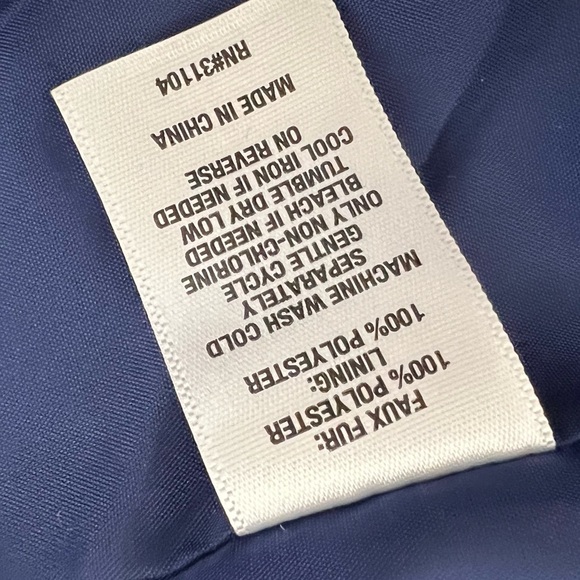 FAUX FUR:
100% POLYESTER
LINING:
100% POLYESTER
MACHINE WASH COLD
SEPARATELY
GENTLE CYCLE
ONLY NON-CHLORINE
BLEACH IF NEEDED
TUMBLE DRY LOW
COOL IRON IF NEEDED
ON REVERSE
MADE IN CHINA
RN#31104